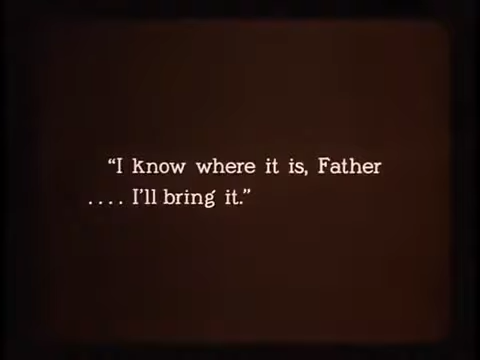 “I know where it is, Father
.... I’ll bring it.”